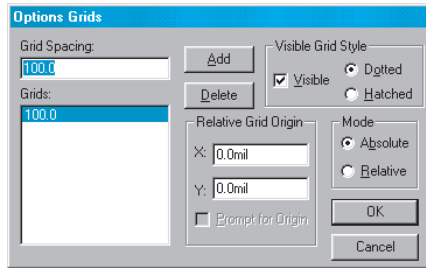 Options Grids
Grid Spacing:
100.0
Add
Delete
Grids:
100.0
Visible Grid Style
Visible
Dotted
Hatched
Relative Grid Origin
X: 0.0mil
Y: 0.0mil
Prompt for Origin
Mode
Absolute
Relative
OK
Cancel